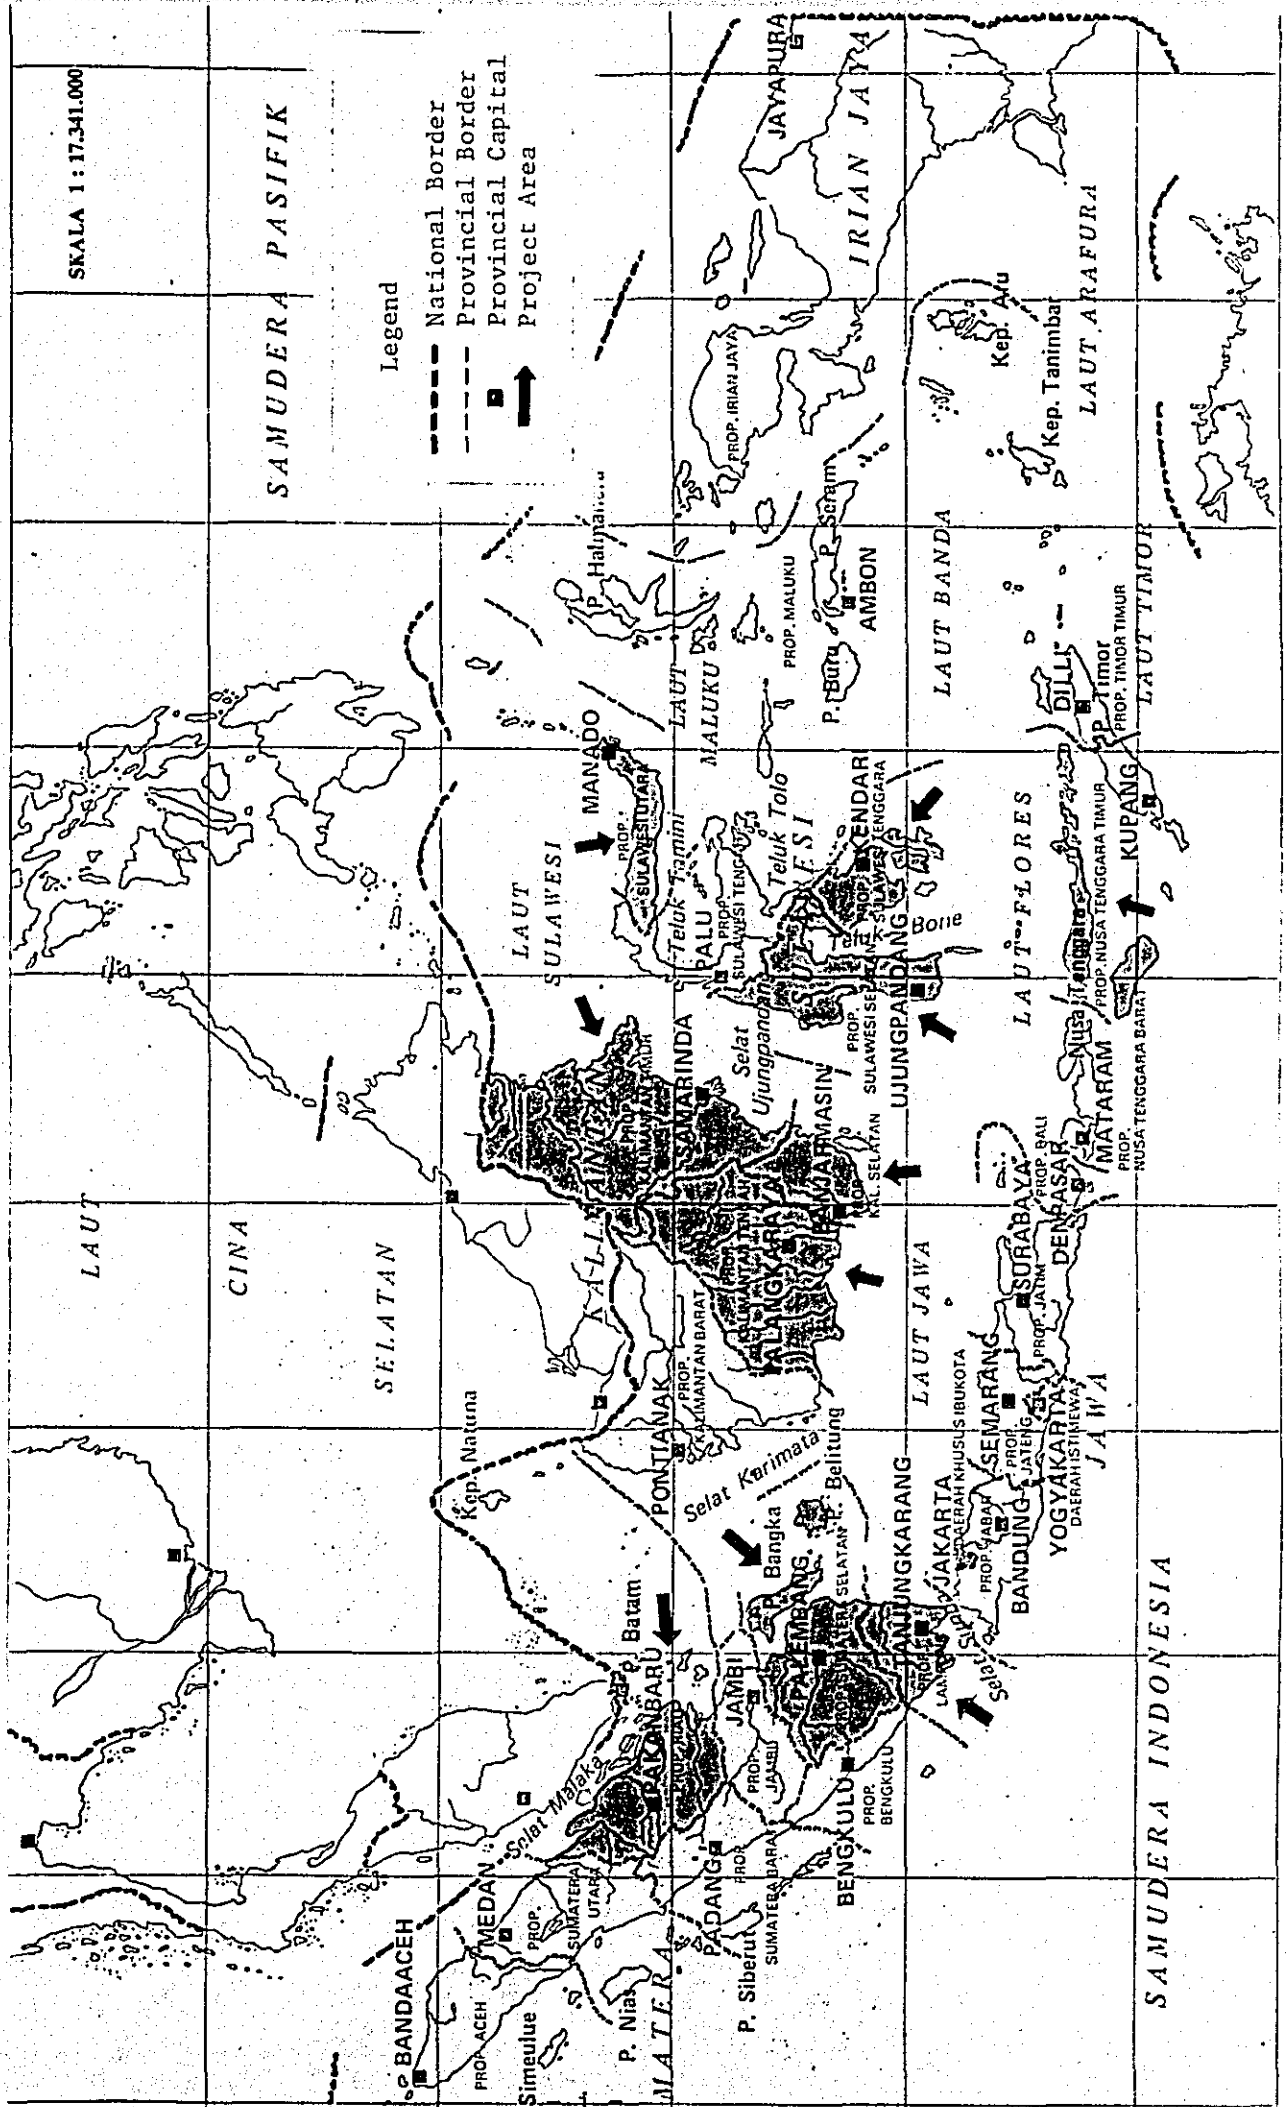 SKALA 1 : 17.341.000
SAMUDERA PASIFIK
Legend
National Border
Provincial Border
Provincial Capital
Project Area
LAUT
CINA
SELATAN
Kep. Natuna
BANDAACEH
PROP. ACEH
MEDAN
PROP.
SUMATERA
UTARA
Simeulue
P. Nias
Selat Malaka
P. Batam
PAKANBARU
PROP. RIAU
MATERA
PADANG
PROP.
SUMATERA BARAT
P. Siberut
JAMBI
PROP.
JAMBI
BENGKULU
PROP.
BENGKULU
P. Bangka
PALEMBANG
Belitung
TANJUNGKARANG
PROP.
Selat
Selat Karimata
PONTIANAK
PROP.
KALIMANTAN BARAT
PALANGKARAYA
PROP.
KALIMANTAN TENGAH
BANJARMASIN
PROP.
KAL. SELATAN
SAMARINDA
PROP.
KALIMANTAN TIMUR
LAUT
SULAWESI
MANADO
PROP.
SULAWESI UTARA
Teluk Tomini
PALU
PROP.
SULAWESI TENGAH
Teluk Tolo
Selat
Ujungpandang
KENDARI
PROP.
SULAWESI TENGGARA
PROP.
SULAWESI SELATAN
UJUNGPANDANG
Bone
LAUT
MALUKU
P. Halmahera
PROP. MALUKU
P. Buru
P. Seram
AMBON
PROP. IRIAN JAYA
JAYAPURA
IRIAN JAYA
Kep. Aru
Kep. Tanimbar
LAUT ARAFURA
LAUT BANDA
LAUT FLORES
LAUT JAWA
JAKARTA
DAERAH KHUSUS IBUKOTA
PROP. JABAR
BANDUNG
SEMARANG
PROP.
JATENG
YOGYAKARTA
DAERAH ISTIMEWA
SURABAYA
PROP. JATIM
JAWA
DENPASAR
PROP. BALI
MATARAM
PROP.
NUSA TENGGARA BARAT
Nusa Tenggara
PROP. NUSA TENGGARA TIMUR
KUPANG
DILLI
P. Timor
PROP. TIMOR TIMUR
LAUT TIMOR
SAMUDERA INDONESIA